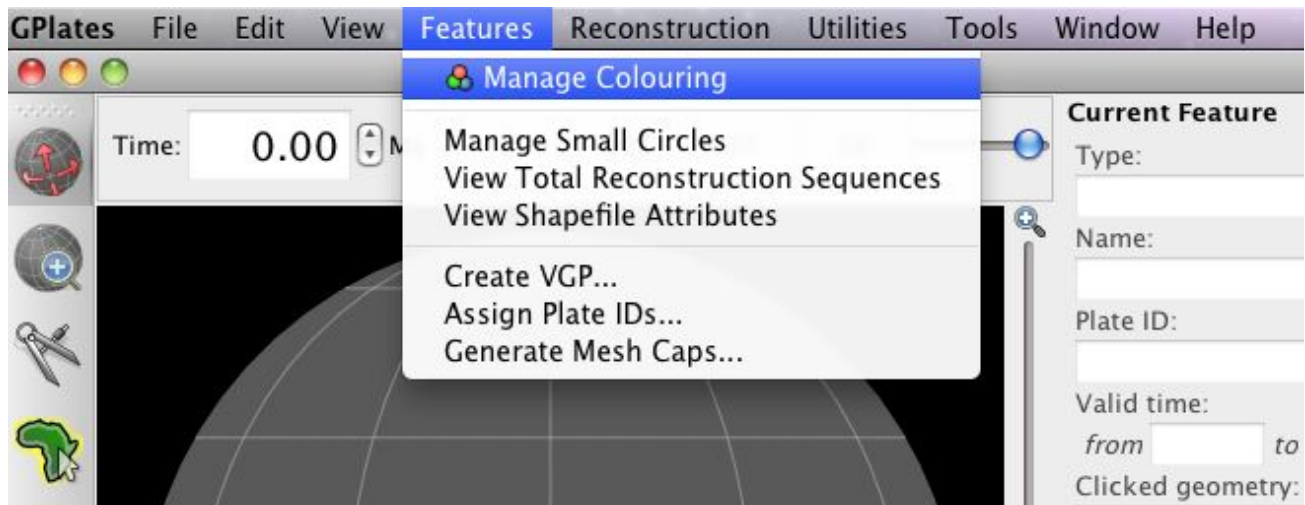 GPlates File Edit View Features Reconstruction Utilities Tools Window Help
Manage Colouring
Manage Small Circles
View Total Reconstruction Sequences
View Shapefile Attributes
Create VGP...
Assign Plate IDs...
Generate Mesh Caps...
Time: 0.00
Current Feature
Type:
Name:
Plate ID:
Valid time:
from to
Clicked geometry: